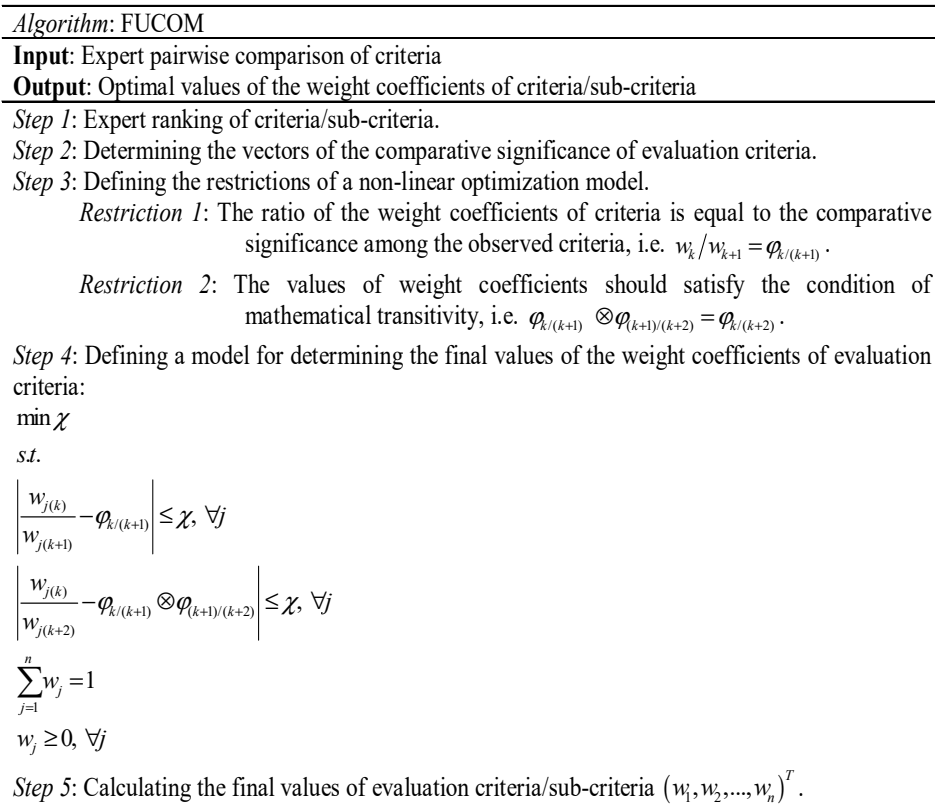 Algorithm: FUCOM
Input: Expert pairwise comparison of criteria
Output: Optimal values of the weight coefficients of criteria/sub-criteria
Step 1: Expert ranking of criteria/sub-criteria.
Step 2: Determining the vectors of the comparative significance of evaluation criteria.
Step 3: Defining the restrictions of a non-linear optimization model.
Restriction 1: The ratio of the weight coefficients of criteria is equal to the comparative
significance among the observed criteria, i.e. w_k/w_{k+1} = φ_{k/(k+1)}.
Restriction 2: The values of weight coefficients should satisfy the condition of
mathematical transitivity, i.e. φ_{k/(k+1)} ⊗ φ_{(k+1)/(k+2)} = φ_{k/(k+2)}.
Step 4: Defining a model for determining the final values of the weight coefficients of evaluation
criteria:
min χ
s.t.
|w_{j(k)}/w_{j(k+1)} − φ_{k/(k+1)}| ≤ χ, ∀j
|w_{j(k)}/w_{j(k+2)} − φ_{k/(k+1)} ⊗ φ_{(k+1)/(k+2)}| ≤ χ, ∀j
∑_{j=1}^{n} w_j = 1
w_j ≥ 0, ∀j
Step 5: Calculating the final values of evaluation criteria/sub-criteria (w_1, w_2, ..., w_n)^T.